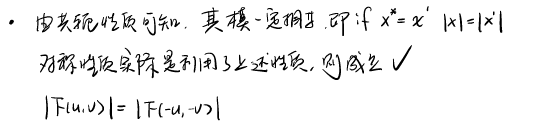 • 由共轭性质可知, 其模一定相等, 即 if x* = x' |x|=|x'|
对称性质实际是利用了上述性质, 则成立 ✓
|F(u,v)| = |F(-u,-v)|